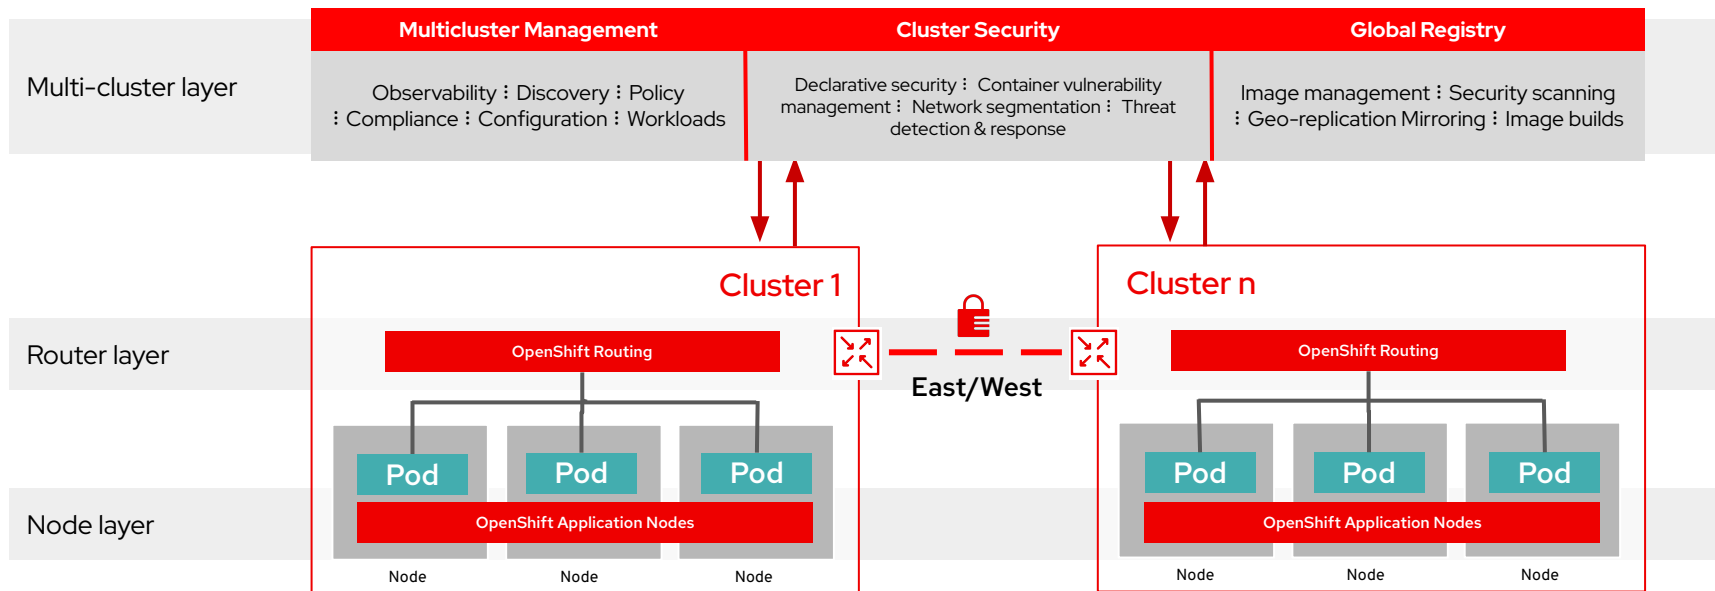 Multicluster Management
Cluster Security
Global Registry
Multi-cluster layer
Observability ⋮ Discovery ⋮ Policy
⋮ Compliance ⋮ Configuration ⋮ Workloads
Declarative security ⋮ Container vulnerability
management ⋮ Network segmentation ⋮ Threat
detection & response
Image management ⋮ Security scanning
⋮ Geo-replication Mirroring ⋮ Image builds
Cluster 1
Cluster n
Router layer
OpenShift Routing
East/West
OpenShift Routing
Pod
Pod
Pod
Pod
Pod
Pod
Node layer
OpenShift Application Nodes
OpenShift Application Nodes
Node
Node
Node
Node
Node
Node